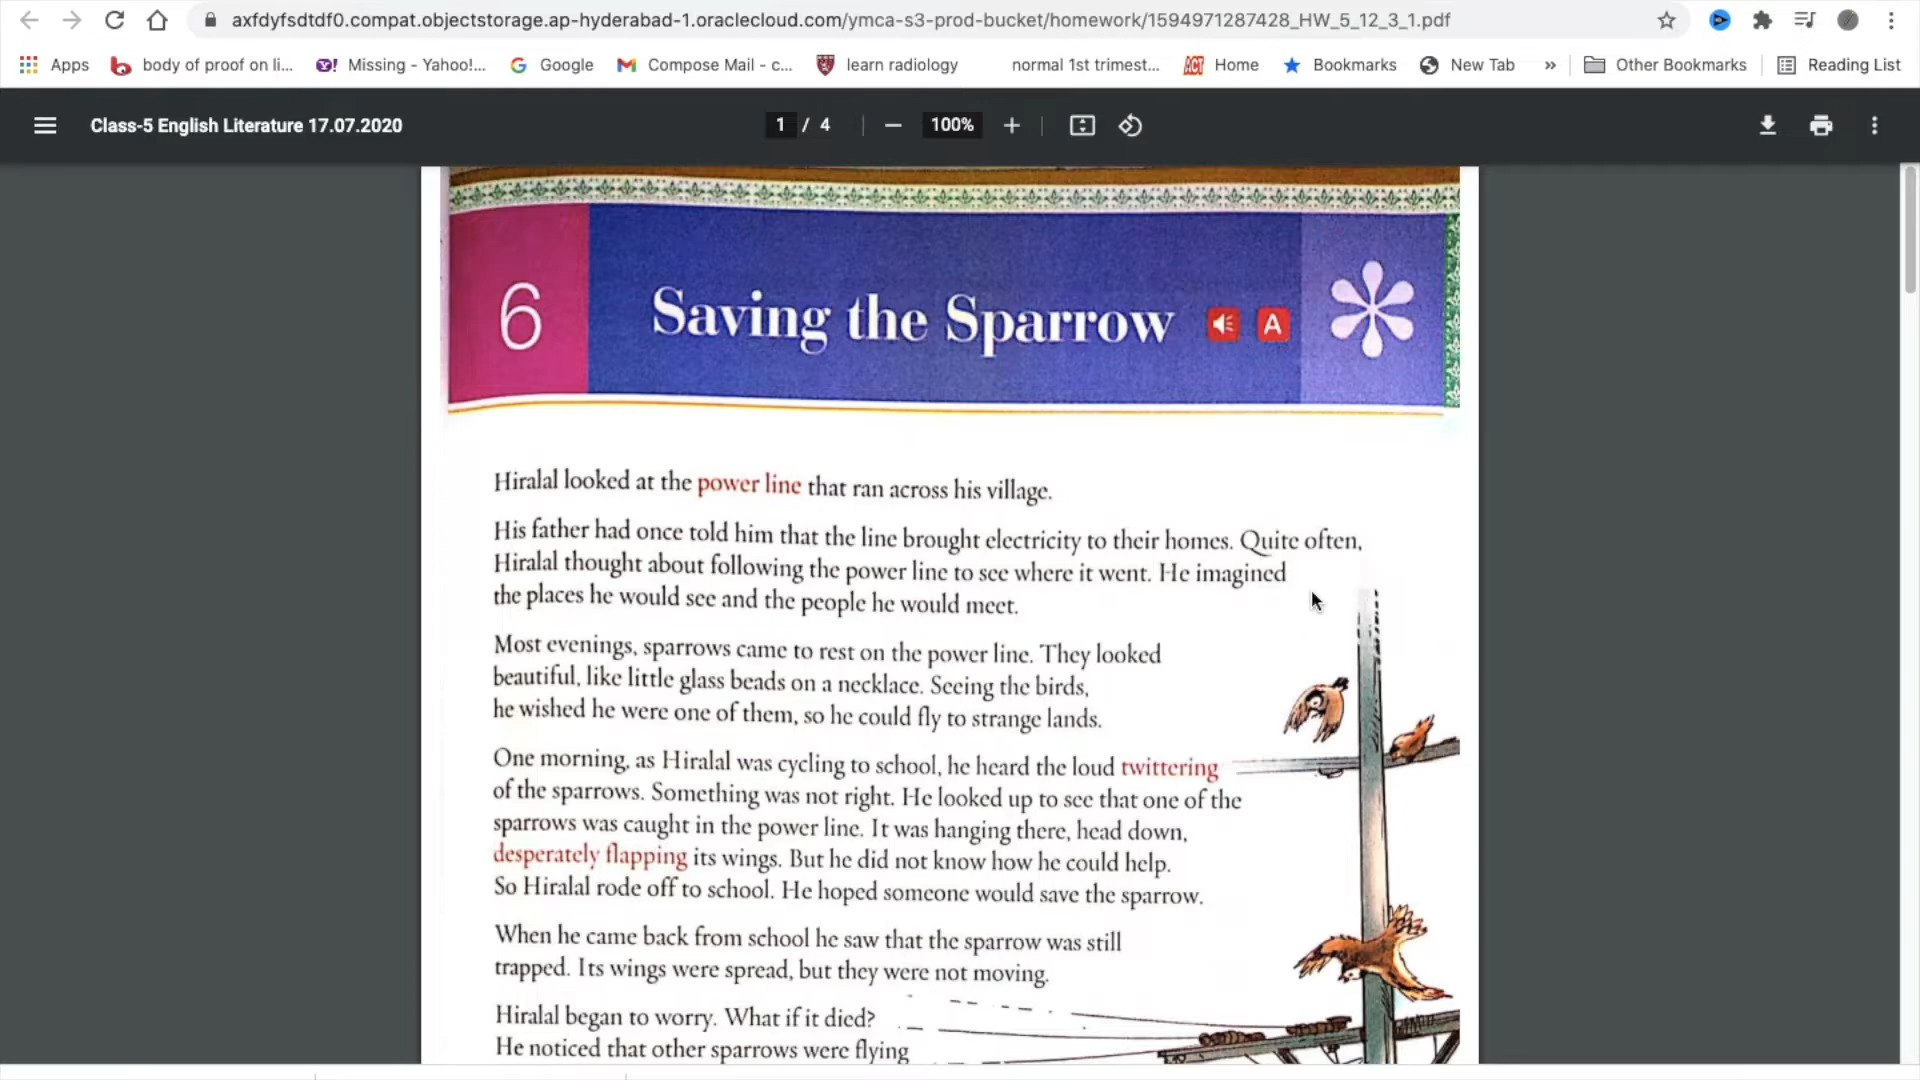 axfdyfsdtdf0.compat.objectstorage.ap-hyderabad-1.oraclecloud.com/ymca-s3-prod-bucket/homework/1594971287428_HW_5_12_3_1.pdf
Apps body of proof on li... Missing - Yahoo!... Google Compose Mail - c... learn radiology normal 1st trimest... ACT Home Bookmarks New Tab » Other Bookmarks Reading List
Class-5 English Literature 17.07.2020 1 / 4 100%
6 Saving the Sparrow A
Hiralal looked at the power line that ran across his village.
His father had once told him that the line brought electricity to their homes. Quite often,
Hiralal thought about following the power line to see where it went. He imagined
the places he would see and the people he would meet.
Most evenings, sparrows came to rest on the power line. They looked
beautiful, like little glass beads on a necklace. Seeing the birds,
he wished he were one of them, so he could fly to strange lands.
One morning, as Hiralal was cycling to school, he heard the loud twittering
of the sparrows. Something was not right. He looked up to see that one of the
sparrows was caught in the power line. It was hanging there, head down,
desperately flapping its wings. But he did not know how he could help.
So Hiralal rode off to school. He hoped someone would save the sparrow.
When he came back from school he saw that the sparrow was still
trapped. Its wings were spread, but they were not moving.
Hiralal began to worry. What if it died?
He noticed that other sparrows were flying